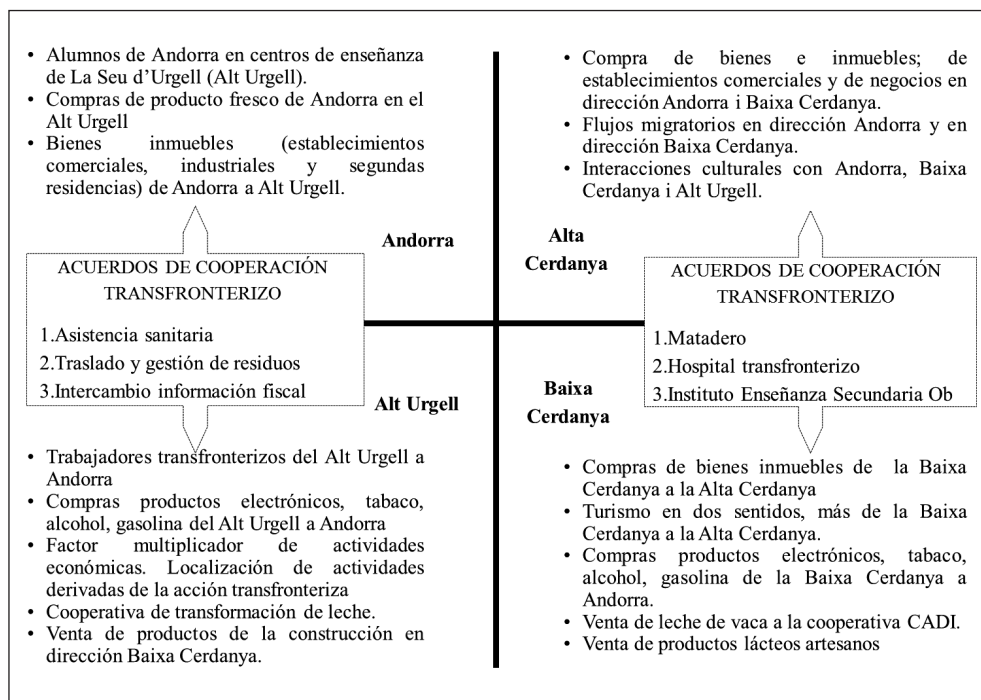 • Alumnos de Andorra en centros de enseñanza
de La Seu d'Urgell (Alt Urgell).
• Compras de producto fresco de Andorra en el
Alt Urgell
• Bienes inmuebles (establecimientos
comerciales, industriales y segundas
residencias) de Andorra a Alt Urgell.
Andorra
ACUERDOS DE COOPERACIÓN
TRANSFRONTERIZO
1.Asistencia sanitaria
2.Traslado y gestión de residuos
3.Intercambio información fiscal
Alt Urgell
• Trabajadores transfronterizos del Alt Urgell a
Andorra
• Compras productos electrónicos, tabaco,
alcohol, gasolina del Alt Urgell a Andorra
• Factor multiplicador de actividades
económicas. Localización de actividades
derivadas de la acción transfronteriza
• Cooperativa de transformación de leche.
• Venta de productos de la construcción en
dirección Baixa Cerdanya.
• Compra de bienes e inmuebles; de
establecimientos comerciales y de negocios en
dirección Andorra i Baixa Cerdanya.
• Flujos migratorios en dirección Andorra y en
dirección Baixa Cerdanya.
• Interacciones culturales con Andorra, Baixa
Cerdanya i Alt Urgell.
Alta
Cerdanya
ACUERDOS DE COOPERACIÓN
TRANSFRONTERIZO
1.Matadero
2.Hospital transfronterizo
3.Instituto Enseñanza Secundaria Ob
Baixa
Cerdanya
• Compras de bienes inmuebles de la Baixa
Cerdanya a la Alta Cerdanya
• Turismo en dos sentidos, más de la Baixa
Cerdanya a la Alta Cerdanya.
• Compras productos electrónicos, tabaco,
alcohol, gasolina de la Baixa Cerdanya a
Andorra.
• Venta de leche de vaca a la cooperativa CADI.
• Venta de productos lácteos artesanos